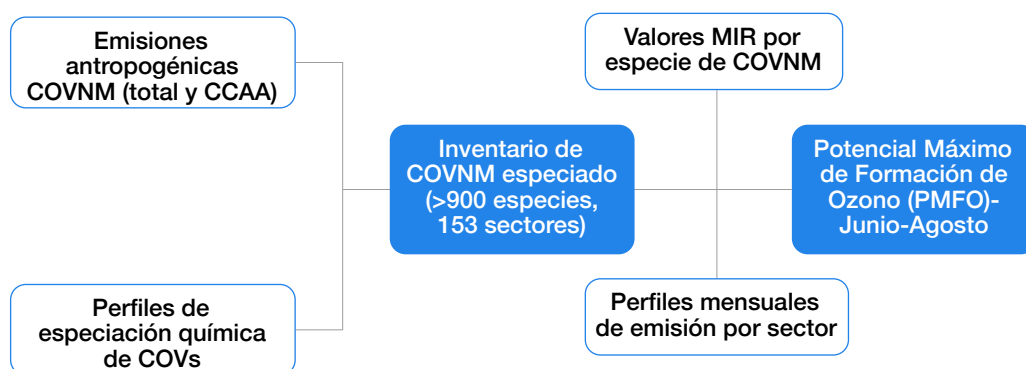 Emisiones
antropogénicas
COVNM (total y CCAA)
Valores MIR por
especie de COVNM
Inventario de
COVNM especiado
(>900 especies,
153 sectores)
Potencial Máximo
de Formación de
Ozono (PMFO)-
Junio-Agosto
Perfiles de
especiación química
de COVs
Perfiles mensuales
de emisión por sector